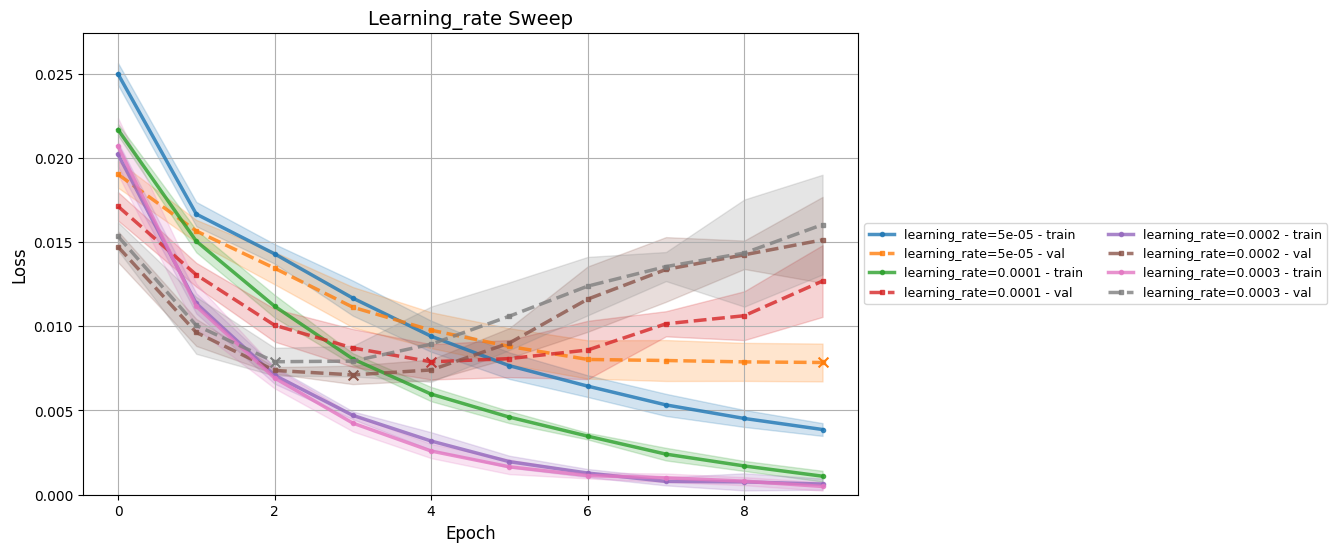 Learning_rate Sweep
Loss
0.025
0.020
0.015
0.010
0.005
0.000
0 2 4 6 8
Epoch
learning_rate=5e-05 - train
learning_rate=5e-05 - val
learning_rate=0.0001 - train
learning_rate=0.0001 - val
learning_rate=0.0002 - train
learning_rate=0.0002 - val
learning_rate=0.0003 - train
learning_rate=0.0003 - val